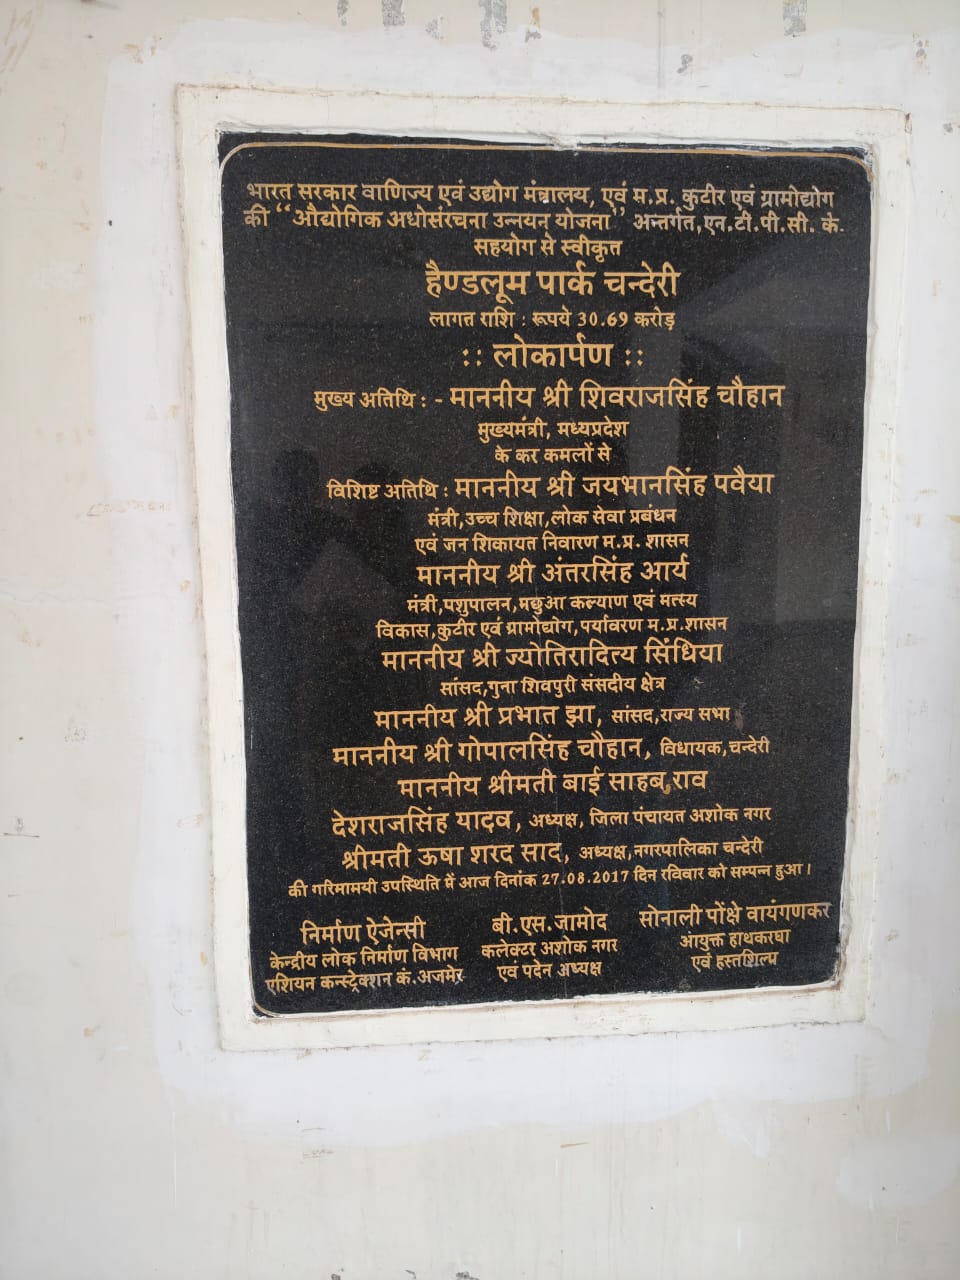 भारत सरकार वाणिज्य एवं उद्योग मंत्रालय, एवं म.प्र. कुटीर एवं ग्रामोद्योग
की “औद्योगिक अधोसंरचना उन्नयन योजना” अन्तर्गत,एन.टी.पी.सी. के.
सहयोग से स्वीकृत
हैण्डलूम पार्क चन्देरी
लागत राशि : रूपये 30.69 करोड़
:: लोकार्पण ::
मुख्य अतिथि : - माननीय श्री शिवराजसिंह चौहान
मुख्यमंत्री, मध्यप्रदेश
के कर कमलों से
विशिष्ट अतिथि : माननीय श्री जयभानसिंह पवैया
मंत्री,उच्च शिक्षा,लोक सेवा प्रबंधन
एवं जन शिकायत निवारण म.प्र. शासन
माननीय श्री अंतरसिंह आर्य
मंत्री,पशुपालन,मछुआ कल्याण एवं मत्स्य
विकास,कुटीर एवं ग्रामोद्योग,पर्यावरण म.प्र.शासन
माननीय श्री ज्योतिरादित्य सिंधिया
सांसद,गुना शिवपुरी संसदीय क्षेत्र
माननीय श्री प्रभात झा, सांसद,राज्य सभा
माननीय श्री गोपालसिंह चौहान, विधायक,चन्देरी
माननीय श्रीमती बाई साहब,राव
देशराजसिंह यादव, अध्यक्ष, जिला पंचायत अशोक नगर
श्रीमती ऊषा शरद साद, अध्यक्ष,नगरपालिका चन्देरी
की गरिमामयी उपस्थिति में आज दिनांक 27.08.2017 दिन रविवार को सम्पन्न हुआ।
निर्माण ऐजेन्सी
केन्द्रीय लोक निर्माण विभाग
एशियन कन्स्ट्रेक्शन कं.अजमेर
बी.एस.जामोद
कलेक्टर अशोक नगर
एवं पदेन अध्यक्ष
सोनाली पोंक्षे वायंगणकर
आयुक्त हाथकरघा
एवं हस्तशिल्प